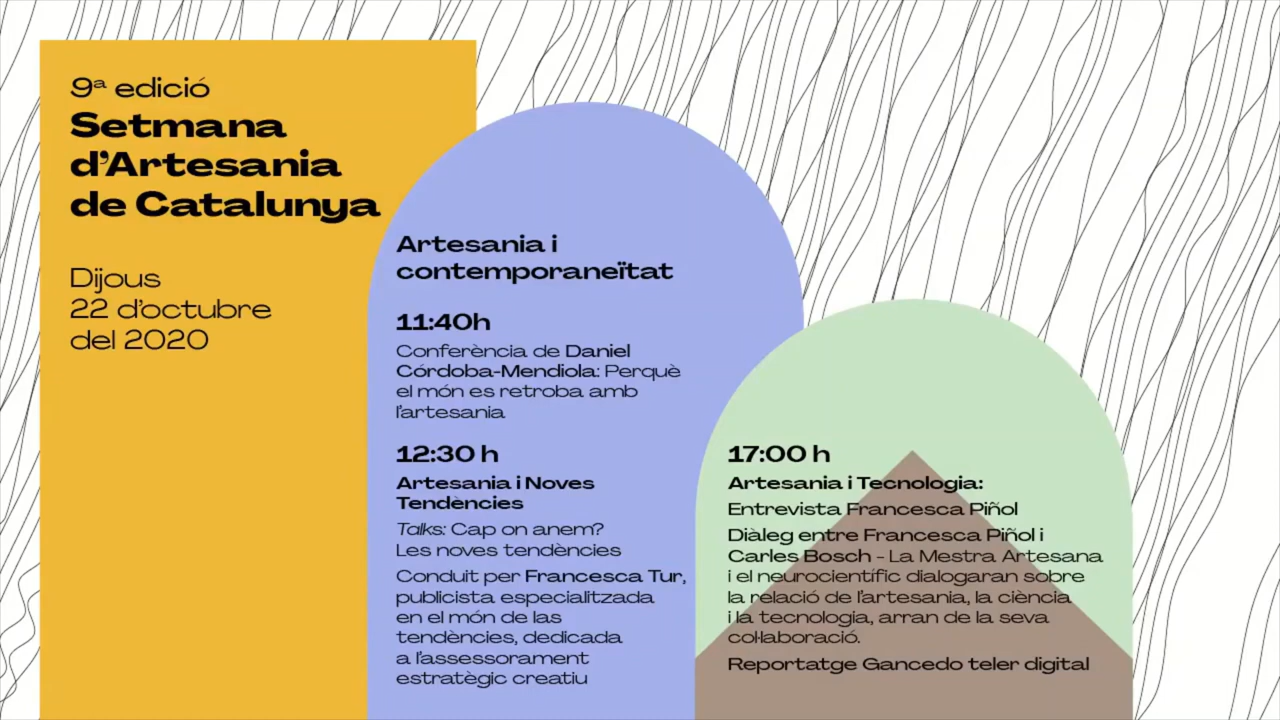 9ª edició
Setmana
d’Artesania
de Catalunya
Dijous
22 d’octubre
del 2020
Artesania i
contemporaneïtat
11:40h
Conferència de Daniel
Córdoba-Mendiola: Perquè
el món es retroba amb
l’artesania
12:30 h
Artesania i Noves
Tendències
Talks: Cap on anem?
Les noves tendències
Conduit per Francesca Tur,
publicista especialitzada
en el món de las
tendències, dedicada
a l’assessorament
estratègic creatiu
17:00 h
Artesania i Tecnologia:
Entrevista Francesca Piñol
Diàleg entre Francesca Piñol i
Carles Bosch - La Mestra Artesana
i el neurocientífic dialogaran sobre
la relació de l’artesania, la ciència
i la tecnologia, arran de la seva
col·laboració.
Reportatge Gancedo teler digital